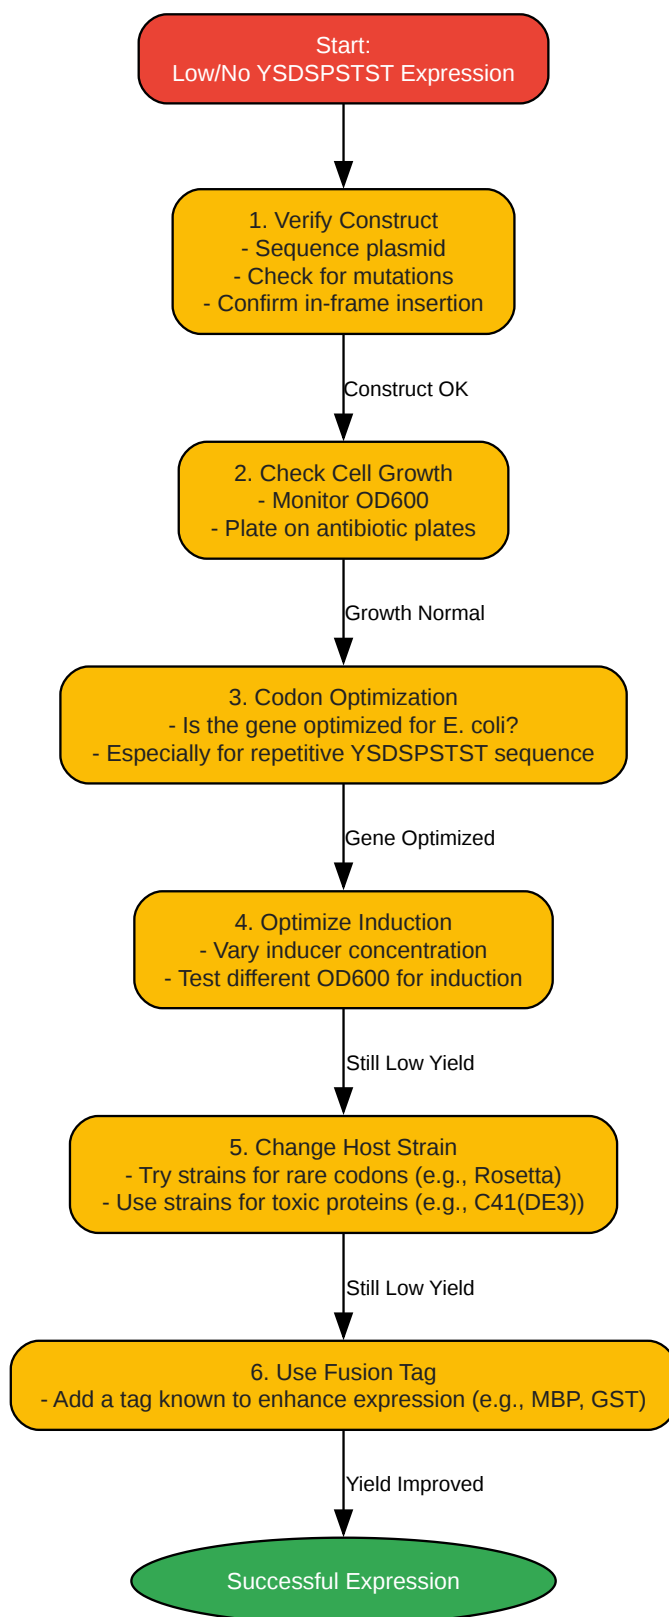 Start:
Low/No YSDSPSTST Expression
1. Verify Construct
- Sequence plasmid
- Check for mutations
- Confirm in-frame insertion
Construct OK
2. Check Cell Growth
- Monitor OD600
- Plate on antibiotic plates
Growth Normal
3. Codon Optimization
- Is the gene optimized for E. coli?
- Especially for repetitive YSDSPSTST sequence
Gene Optimized
4. Optimize Induction
- Vary inducer concentration
- Test different OD600 for induction
Still Low Yield
5. Change Host Strain
- Try strains for rare codons (e.g., Rosetta)
- Use strains for toxic proteins (e.g., C41(DE3))
Still Low Yield
6. Use Fusion Tag
- Add a tag known to enhance expression (e.g., MBP, GST)
Yield Improved
Successful Expression